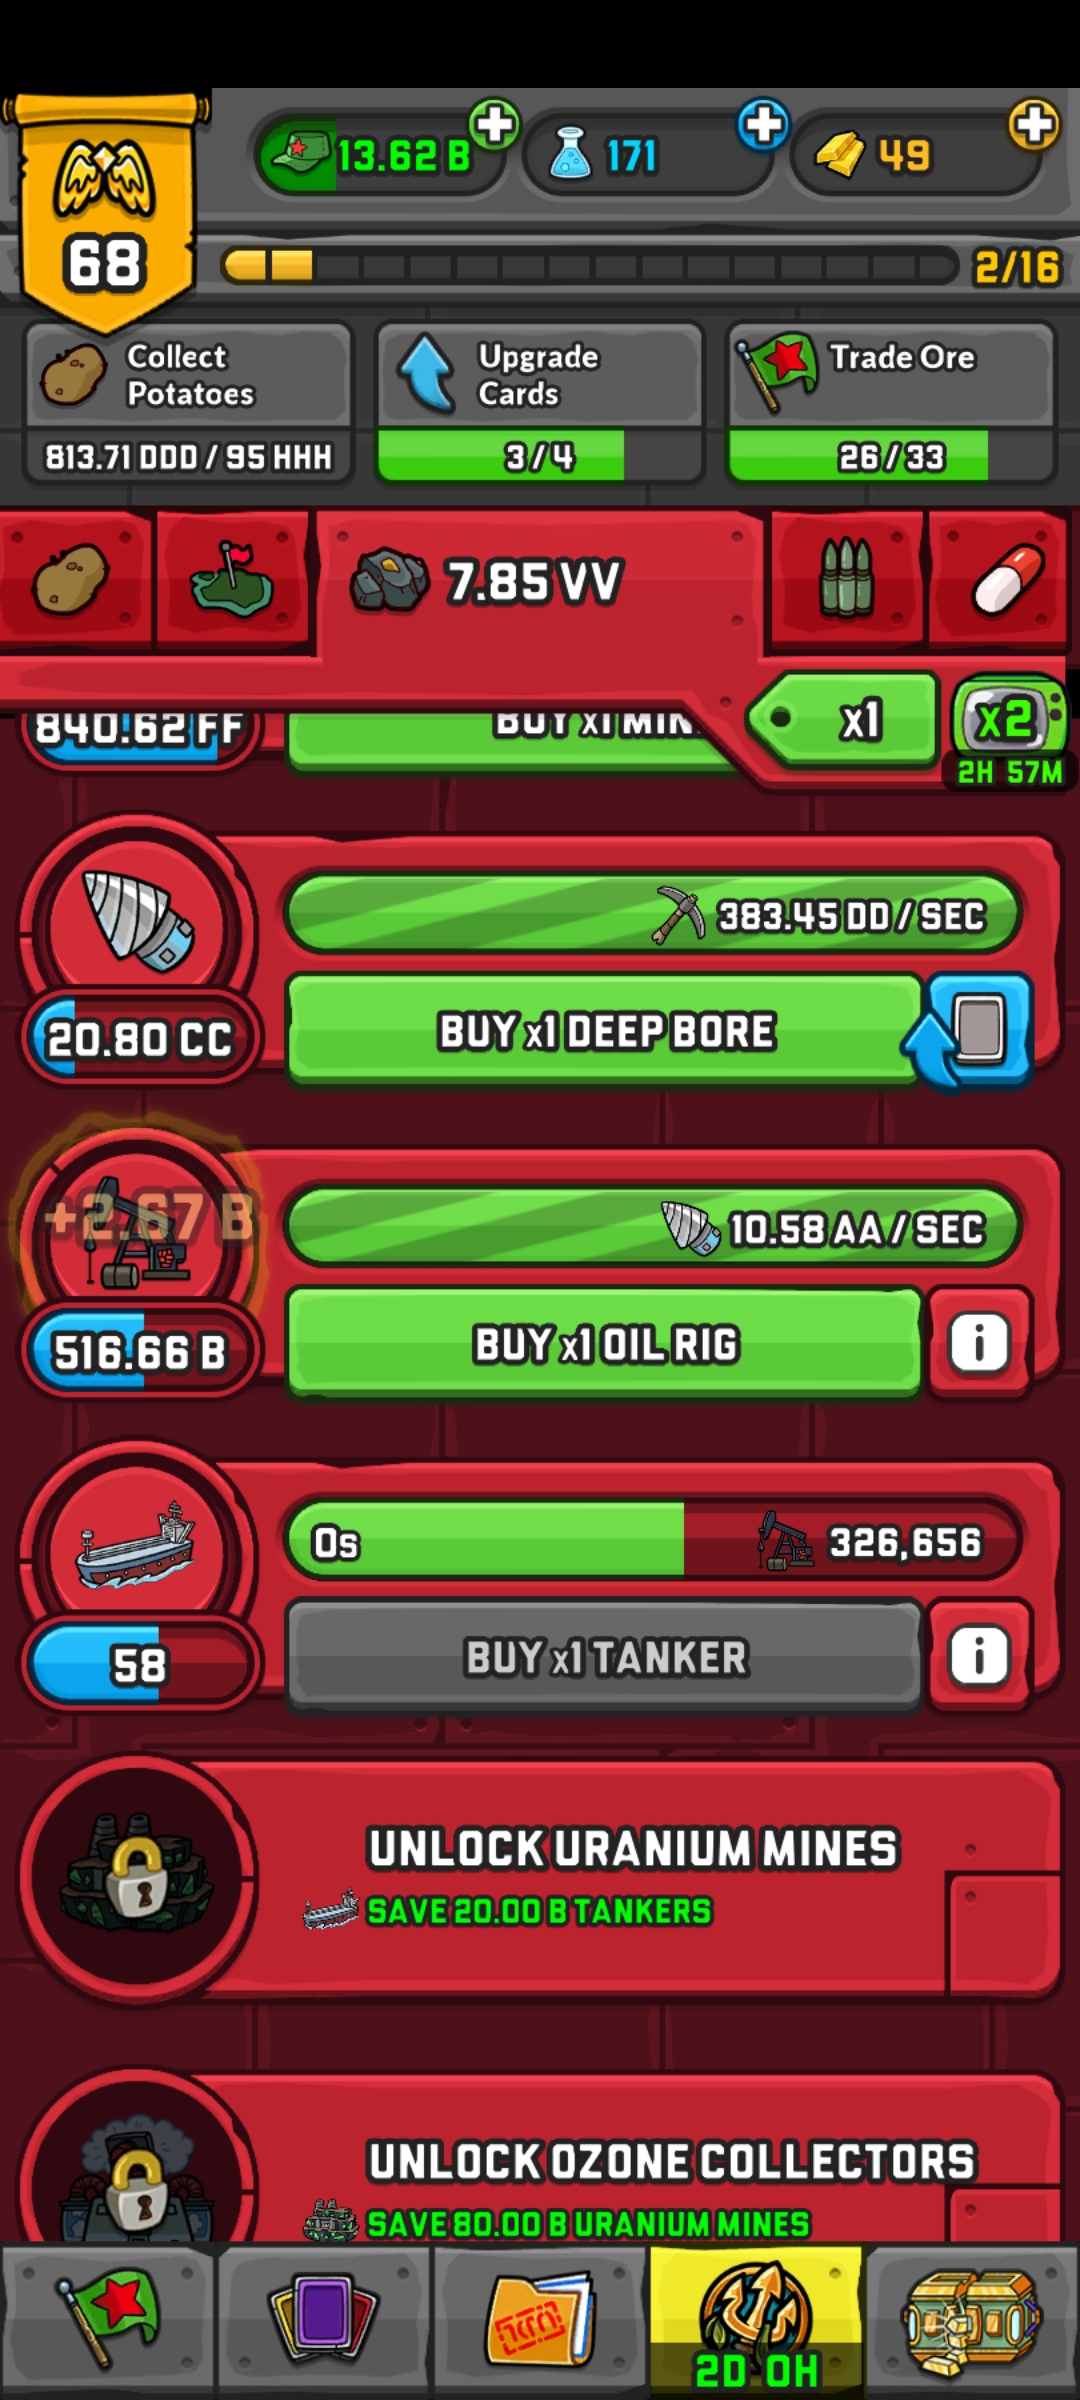 13.62 B
171
49
68
2/16
Collect
Potatoes
Upgrade
Cards
Trade Ore
813.71 DDD / 95 HHH
3/4
26/33
7.85 VV
x1
x2
2H 57M
840.62 FF
BUY x1 MIN
383.45 DD / SEC
20.80 CC
BUY x1 DEEP BORE
+2.67 B
10.58 AA / SEC
516.66 B
BUY x1 OIL RIG
i
0s
326,656
58
BUY x1 TANKER
i
UNLOCK URANIUM MINES
SAVE 20.00 B TANKERS
UNLOCK OZONE COLLECTORS
SAVE 80.00 B URANIUM MINES
2D 0H